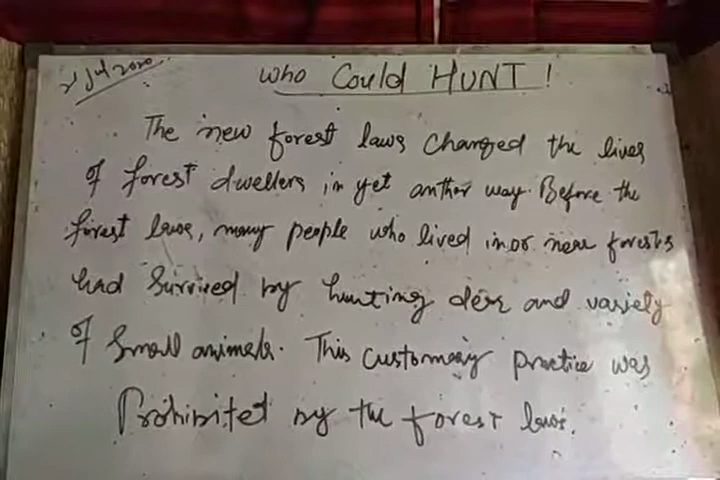 2 Jul 2020
Who Could HUNT!
The new forest laws changed the lives
of forest dwellers in yet anthor way. Before the
forest laws, many people who lived in or near forests
had survived by hunting deer and variety
of small animals. This customary practice was
Prohibited by the forest laws.